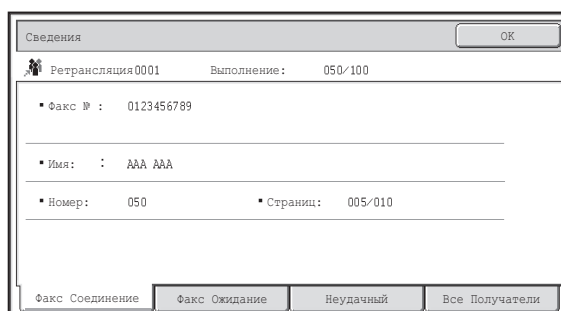 Сведения OK
Ретрансляция0001 Выполнение: 050/100
Факс № : 0123456789
Имя: : AAA AAA
Номер: 050 Страниц: 005/010
Факс Соединение Факс Ожидание Неудачный Все Получатели